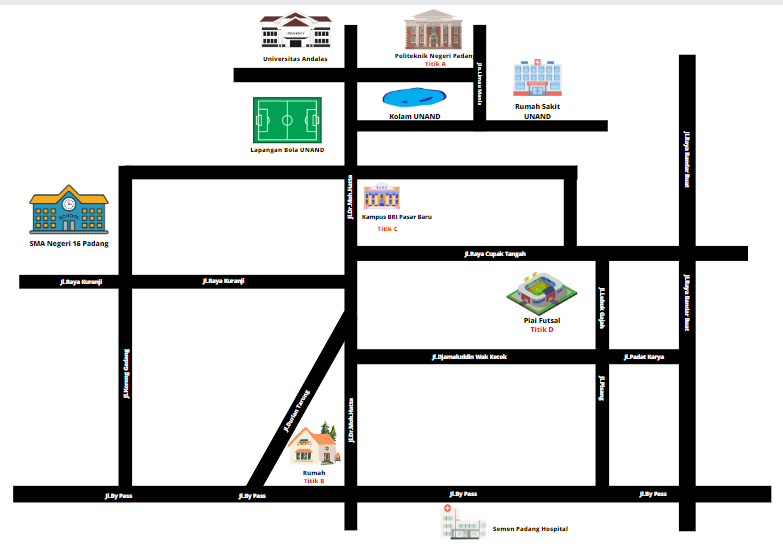 UNIVERSITY
Universitas Andalas
Politeknik Negeri Padang
Titik A
Jln.Limau Manis
Rumah Sakit
UNAND
Kolam UNAND
Lapangan Bola UNAND
Jl.Raya Bandar Buat
Jl.Dr.Moh.Hatta
BANK
Kampus BRI Pasar Baru
Titik C
SCHOOL
SMA Negeri 16 Padang
Jl.Raya Cupak Tangah
Jl.Raya Kuranji
Jl.Raya Kuranji
Jl.Raya Bandar Buat
Jl.Lubuk Gajah
Piai Futsal
Titik D
Jl.Korong Gadang
Jl.Djamaluddin Wak Ketok
Jl.Padat Karya
Jl.Pisang
Jl.Durian Tarung
Jl.Dr.Moh.Hatta
Rumah
Titik B
Jl.By Pass
Jl.By Pass
Jl.By Pass
Jl.By Pass
Semen Padang Hospital